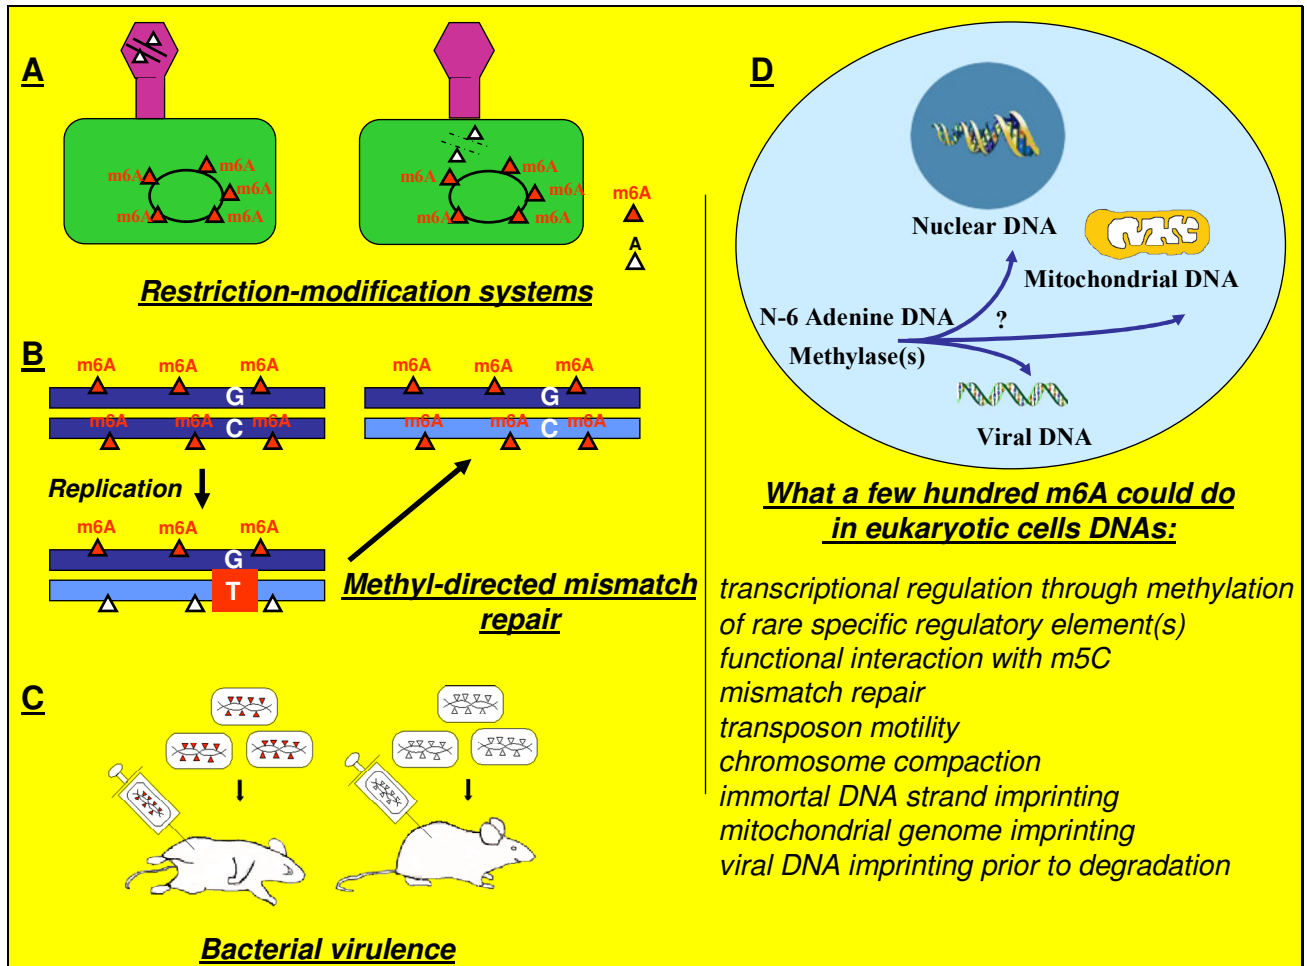 A
m6A
m6A
m6A
m6A
m6A
m6A
m6A
m6A
m6A
m6A
m6A
A
Restriction-modification systems
B
m6A m6A m6A
G
m6A m6A m6A
C
m6A m6A m6A
G
m6A m6A m6A
C
Replication
m6A m6A m6A
G
T
Methyl-directed mismatch
repair
C
Bacterial virulence
D
Nuclear DNA
Mitochondrial DNA
N-6 Adenine DNA
?
Methylase(s)
Viral DNA
What a few hundred m6A could do
in eukaryotic cells DNAs:
transcriptional regulation through methylation
of rare specific regulatory element(s)
functional interaction with m5C
mismatch repair
transposon motility
chromosome compaction
immortal DNA strand imprinting
mitochondrial genome imprinting
viral DNA imprinting prior to degradation